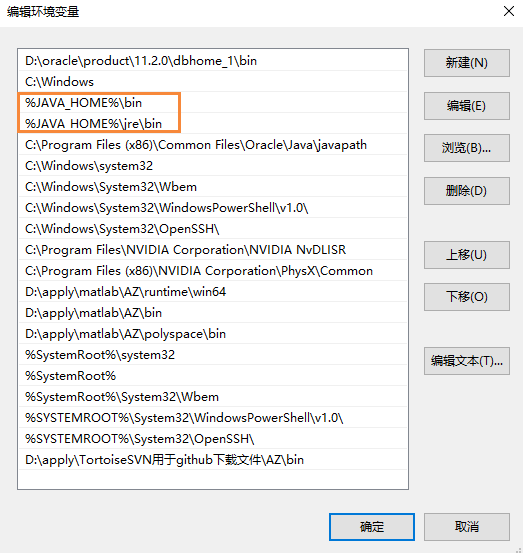 编辑环境变量
D:\oracle\product\11.2.0\dbhome_1\bin
C:\Windows
%JAVA_HOME%\bin
%JAVA_HOME%\jre\bin
C:\Program Files (x86)\Common Files\Oracle\Java\javapath
C:\Windows\system32
C:\Windows\System32\Wbem
C:\Windows\System32\WindowsPowerShell\v1.0\
C:\Windows\System32\OpenSSH\
C:\Program Files\NVIDIA Corporation\NVIDIA NvDLISR
C:\Program Files (x86)\NVIDIA Corporation\PhysX\Common
D:\apply\matlab\AZ\runtime\win64
D:\apply\matlab\AZ\bin
D:\apply\matlab\AZ\polyspace\bin
%SystemRoot%\system32
%SystemRoot%
%SystemRoot%\System32\Wbem
%SYSTEMROOT%\System32\WindowsPowerShell\v1.0\
%SYSTEMROOT%\System32\OpenSSH\
D:\apply\TortoiseSVN用于github下载文件\AZ\bin
新建(N)
编辑(E)
浏览(B)...
删除(D)
上移(U)
下移(O)
编辑文本(T)...
确定
取消